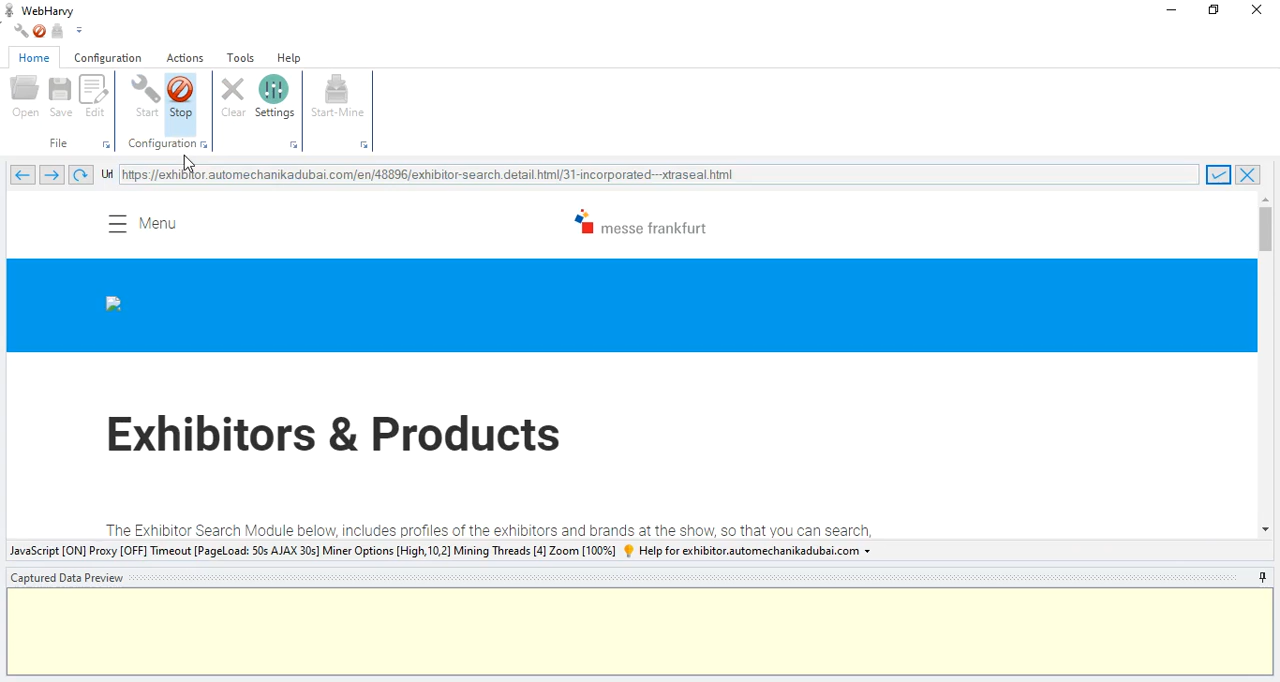 WebHarvy
Home Configuration Actions Tools Help
Open Save Edit Start Stop Clear Settings Start-Mine
File Configuration
Url https://exhibitor.automechanikadubai.com/en/48896/exhibitor-search.detail.html/31-incorporated---xtraseal.html
Menu messe frankfurt
Exhibitors & Products
The Exhibitor Search Module below, includes profiles of the exhibitors and brands at the show, so that you can search,
JavaScript [ON] Proxy [OFF] Timeout [PageLoad: 50s AJAX 30s] Miner Options [High,10,2] Mining Threads [4] Zoom [100%] Help for exhibitor.automechanikadubai.com
Captured Data Preview